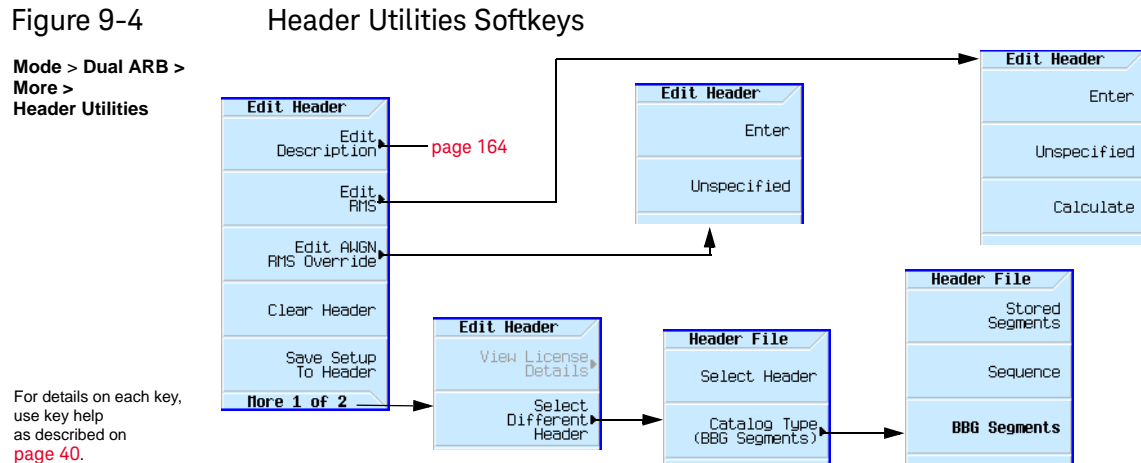 Figure 9-4 Header Utilities Softkeys
Mode > Dual ARB >
More >
Header Utilities
Edit Header
Edit
Description
page 164
Edit
RMS
Edit AWGN
RMS Override
Clear Header
Save Setup
To Header
More 1 of 2
Edit Header
Enter
Unspecified
Edit Header
Enter
Unspecified
Calculate
Edit Header
View License
Details
Select
Different
Header
Header File
Select Header
Catalog Type
(BBG Segments)
Header File
Stored
Segments
Sequence
BBG Segments
For details on each key,
use key help
as described on
page 40.